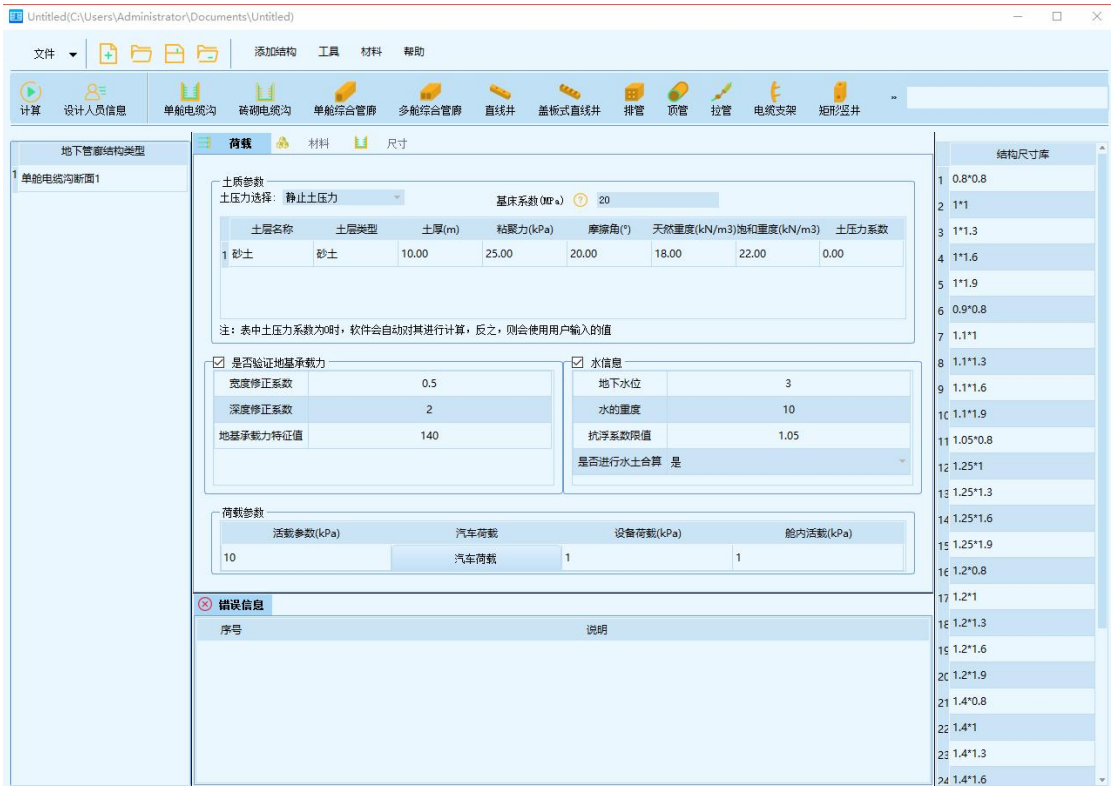 Untitled(C:\Users\Administrator\Documents\Untitled)
文件 添加结构 工具 材料 帮助
计算 设计人员信息 单舱电缆沟 砖砌电缆沟 单舱综合管廊 多舱综合管廊 直线井 盖板式直线井 排管 顶管 拉管 电缆支架 矩形竖井 »
地下管廊结构类型
1 单舱电缆沟断面1
荷载 材料 尺寸
土质参数
土压力选择: 静止土压力 基床系数(MPa) ? 20
土层名称 土层类型 土厚(m) 粘聚力(kPa) 摩擦角(°) 天然重度(kN/m3) 饱和重度(kN/m3) 土压力系数
1 砂土 砂土 10.00 25.00 20.00 18.00 22.00 0.00
注: 表中土压力系数为0时, 软件会自动对其进行计算, 反之, 则会使用用户输入的值
是否验证地基承载力
宽度修正系数 0.5
深度修正系数 2
地基承载力特征值 140
水信息
地下水位 3
水的重度 10
抗浮系数限值 1.05
是否进行水土合算 是
荷载参数
活载参数(kPa) 汽车荷载 设备荷载(kPa) 舱内活载(kPa)
10 汽车荷载 1 1
错误信息
序号 说明
结构尺寸库
1 0.8*0.8
2 1*1
3 1*1.3
4 1*1.6
5 1*1.9
6 0.9*0.8
7 1.1*1
8 1.1*1.3
9 1.1*1.6
10 1.1*1.9
11 1.05*0.8
12 1.25*1
13 1.25*1.3
14 1.25*1.6
15 1.25*1.9
16 1.2*0.8
17 1.2*1
18 1.2*1.3
19 1.2*1.6
20 1.2*1.9
21 1.4*0.8
22 1.4*1
23 1.4*1.3
24 1.4*1.6